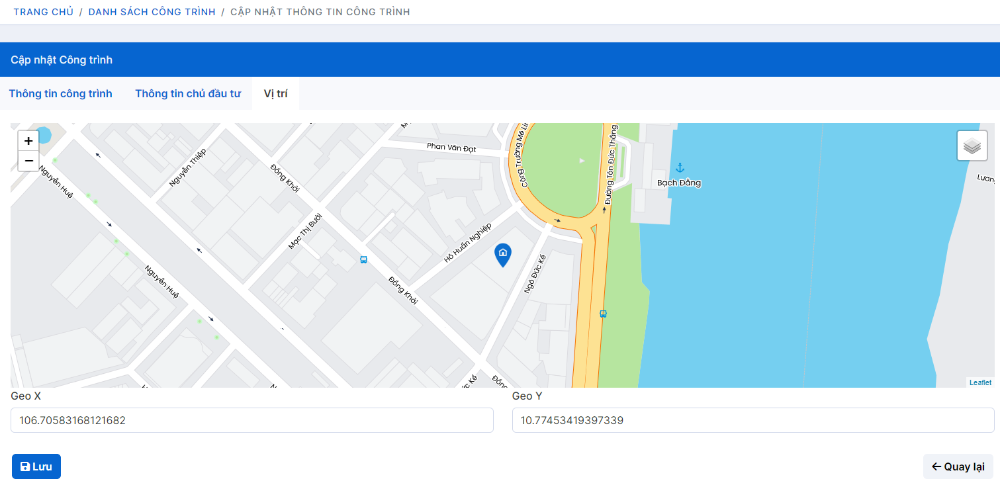 TRANG CHỦ / DANH SÁCH CÔNG TRÌNH / CẬP NHẬT THÔNG TIN CÔNG TRÌNH
Cập nhật Công trình
Thông tin công trình
Thông tin chủ đầu tư
Vị trí
+
−
Nguyễn Huệ
Nguyễn Thiệp
Đồng Khởi
Phan Văn Đạt
Công Trường Mê Lin
Đường Tôn Đức Thắng
Bạch Đằng
Lương
Mạc Thị Bưởi
Hồ Huấn Nghiệp
Ngô Đức Kế
Nguyễn Huệ
Đồng Khởi
ức Kế
Đồng
Leaflet
Geo X
Geo Y
106.70583168121682
10.77453419397339
Lưu
Quay lại